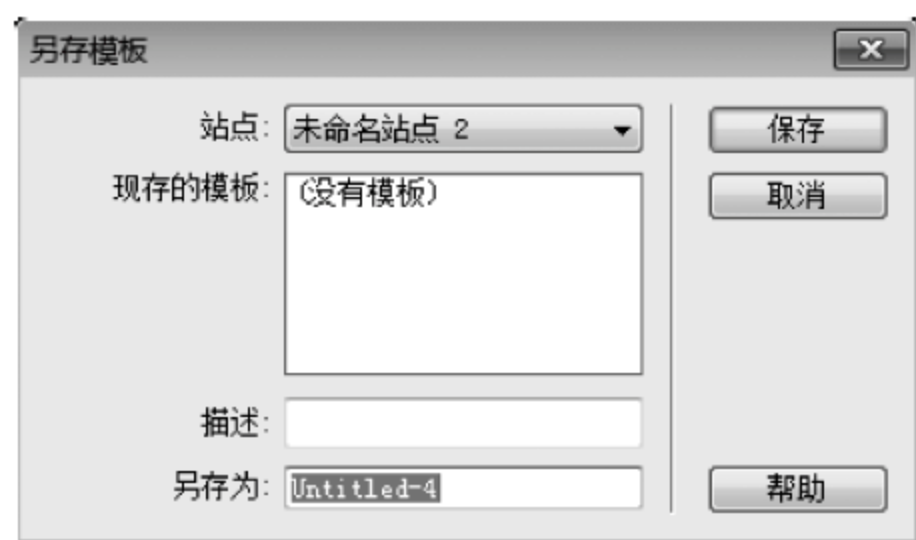 另存模板
站点: 未命名站点 2
保存
现存的模板: (没有模板)
取消
描述:
另存为: Untitled-4
帮助